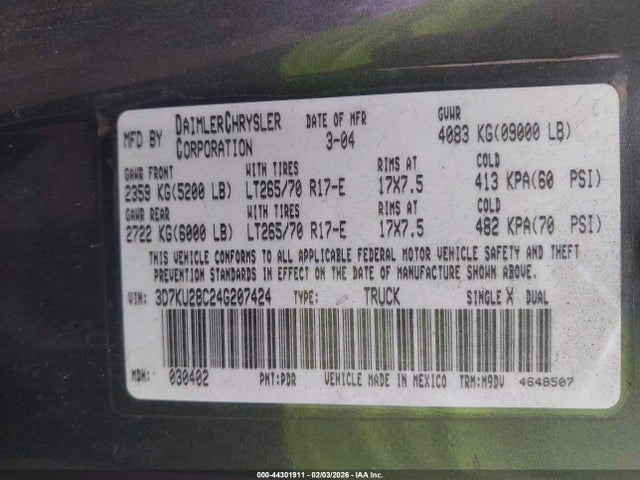 MFD BY DAIMLERCHRYSLER CORPORATION DATE OF MFR 3-04 GVWR 4083 KG(09000 LB)
GAWR FRONT WITH TIRES RIMS AT COLD
2359 KG(5200 LB) LT265/70 R17-E 17X7.5 413 KPA(60 PSI)
GAWR REAR WITH TIRES RIMS AT COLD
2722 KG(6000 LB) LT265/70 R17-E 17X7.5 482 KPA(70 PSI)
THIS VEHICLE CONFORMS TO ALL APPLICABLE FEDERAL MOTOR VEHICLE SAFETY AND THEFT
PREVENTION STANDARDS IN EFFECT ON THE DATE OF MANUFACTURE SHOWN ABOVE.
VIN: 3D7KU28C24G207424 TYPE: TRUCK SINGLE X DUAL
MDH: 030402 PNT:PDR VEHICLE MADE IN MEXICO TRM:M9DV 4648507
000-44301911 - 02/03/2026 - IAA Inc.